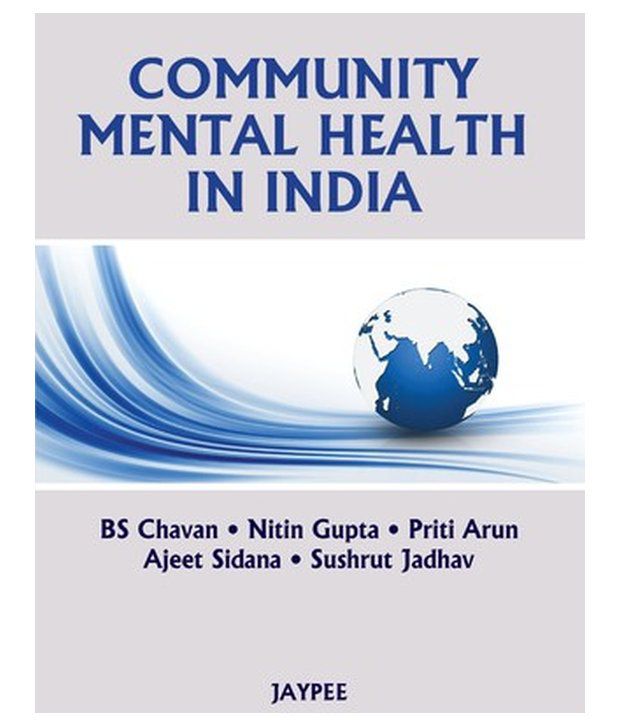 COMMUNITY
MENTAL HEALTH
IN INDIA
BS Chavan • Nitin Gupta • Priti Arun
Ajeet Sidana • Sushrut Jadhav
JAYPEE